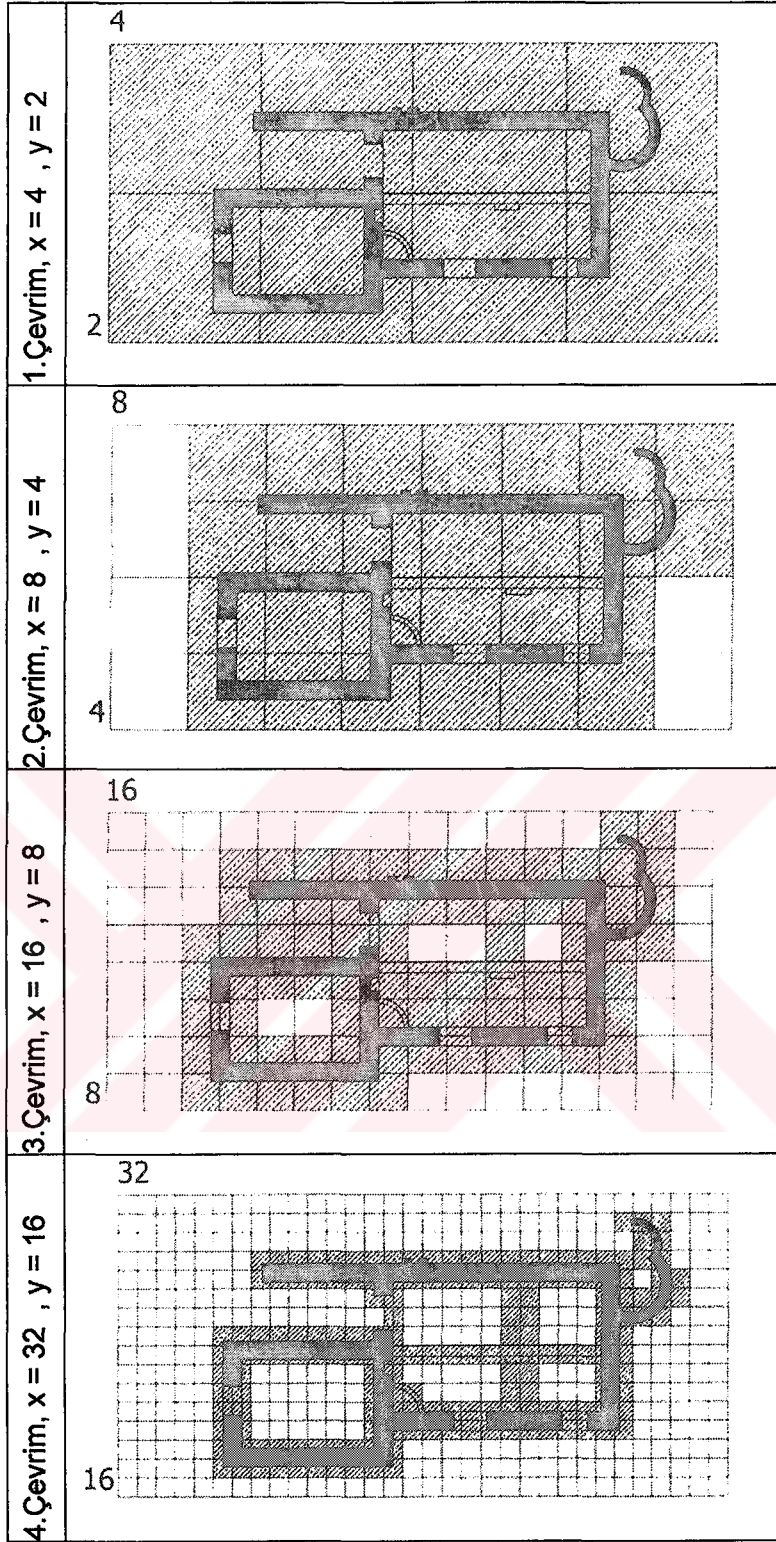 1.Çevrim, x = 4 , y = 2
4
2
2.Çevrim, x = 8 , y = 4
8
4
3.Çevrim, x = 16 , y = 8
16
8
4.Çevrim, x = 32 , y = 16
32
16